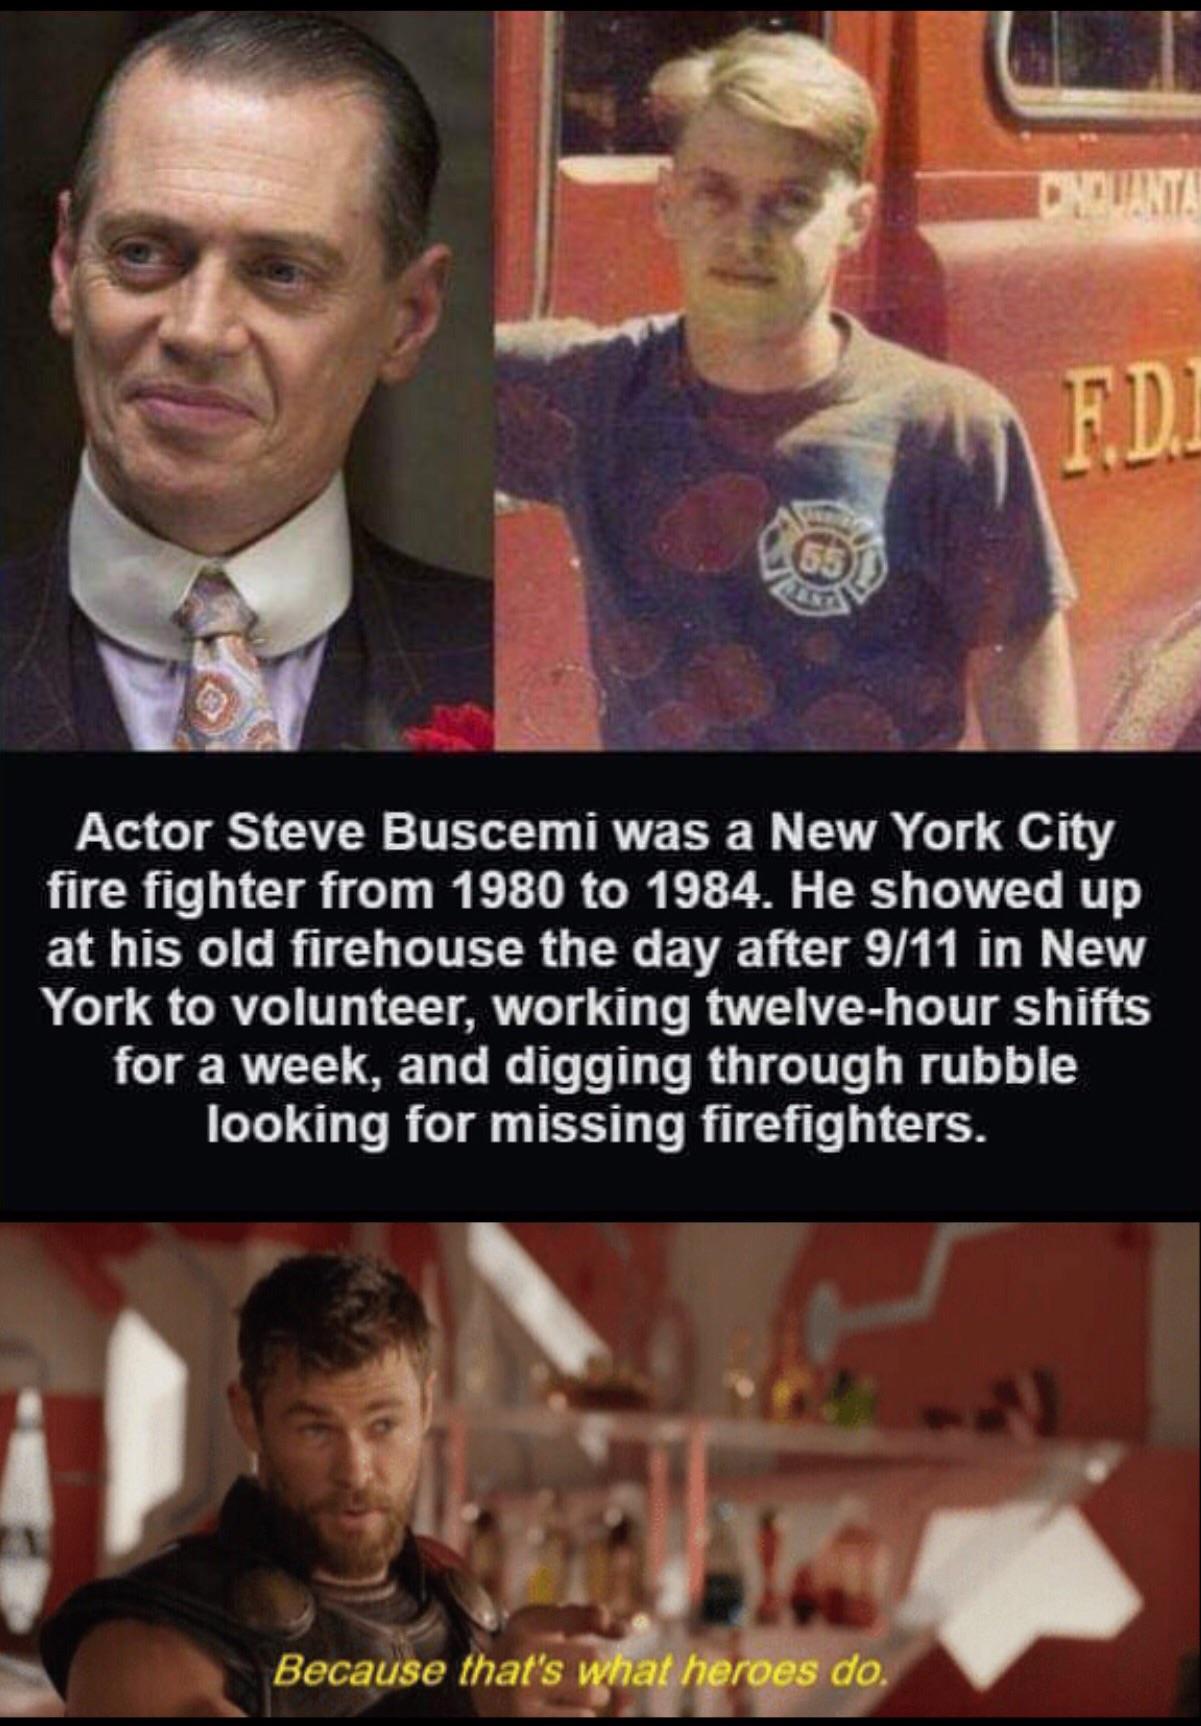 CINQUANTA
F.D.
55
Actor Steve Buscemi was a New York City
fire fighter from 1980 to 1984. He showed up
at his old firehouse the day after 9/11 in New
York to volunteer, working twelve-hour shifts
for a week, and digging through rubble
looking for missing firefighters.
Because that's what heroes do.